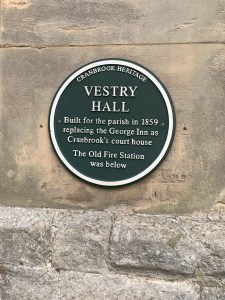 CRANBROOK HERITAGE
VESTRY
HALL
Built for the parish in 1859
replacing the George Inn as
Cranbrook's court house
The Old Fire Station
was below